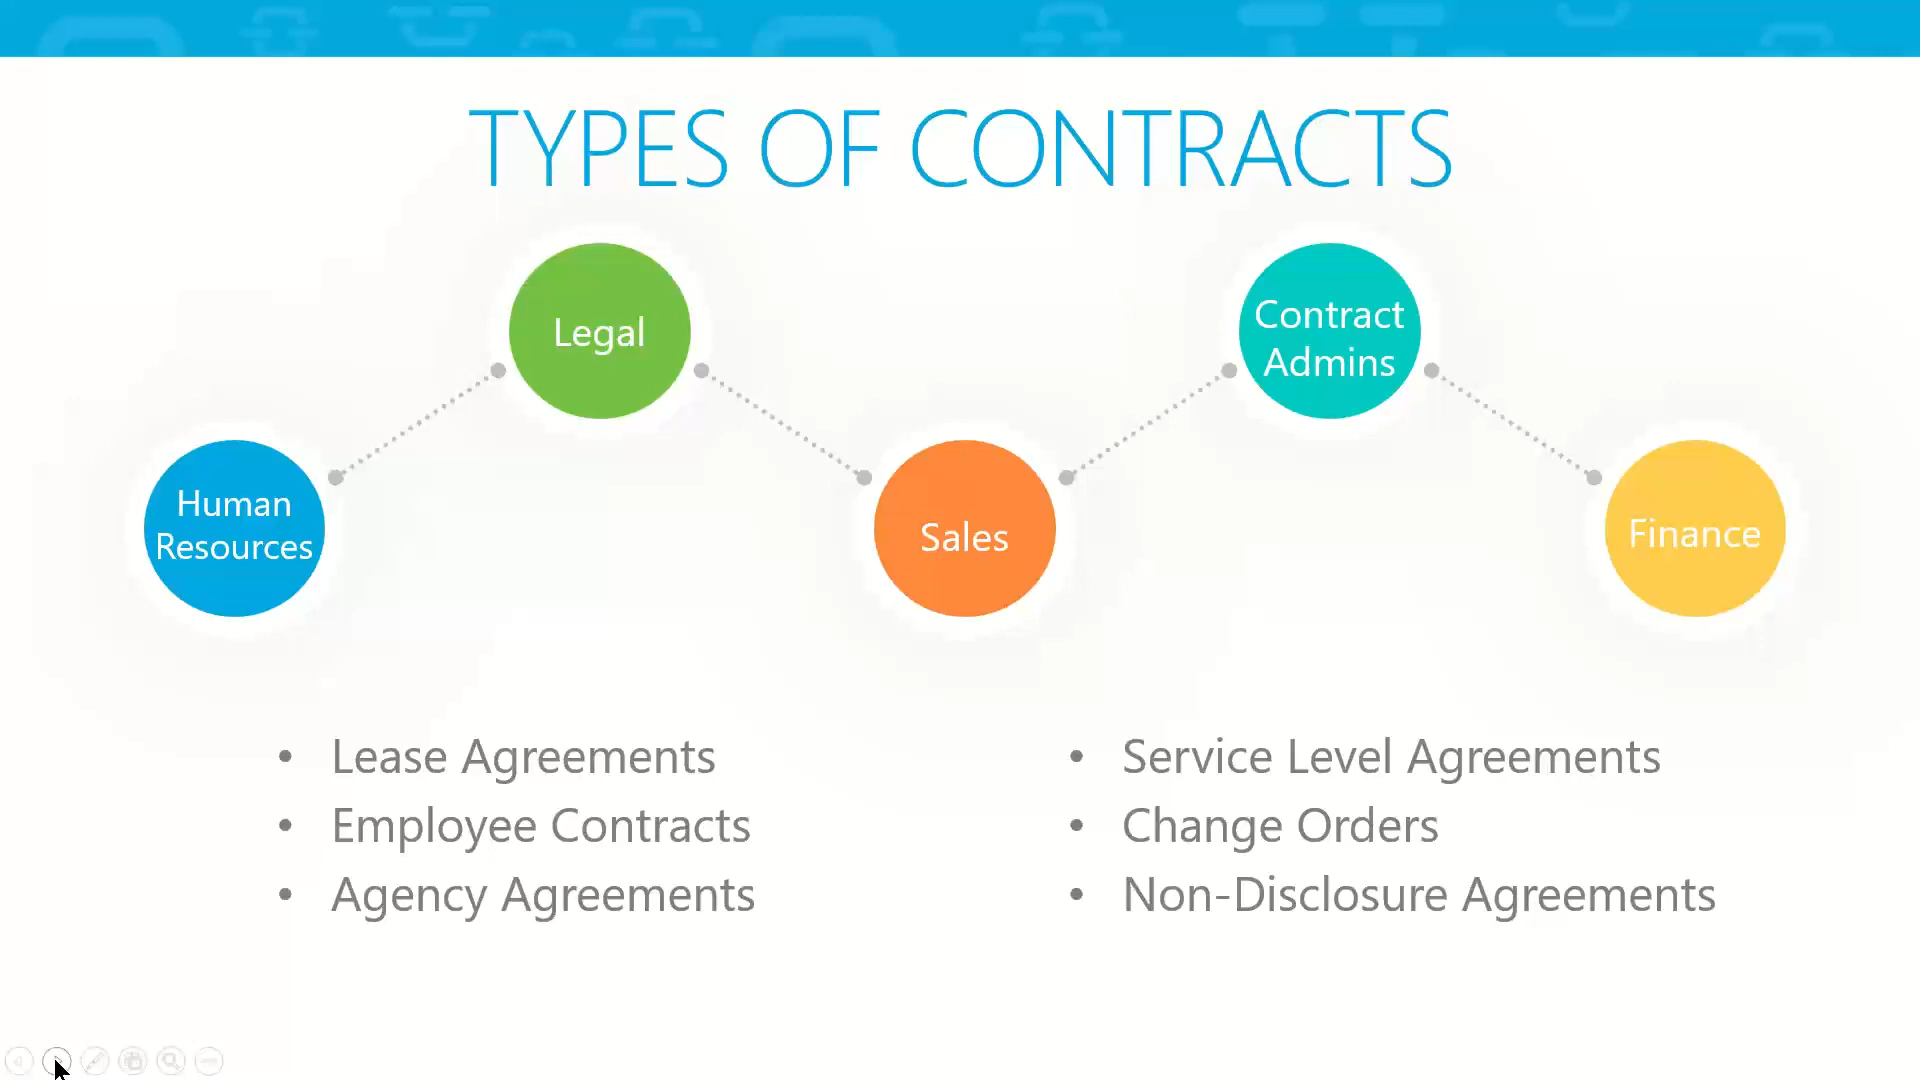 TYPES OF CONTRACTS
Legal
Contract
Admins
Human
Resources
Sales
Finance
• Lease Agreements
• Employee Contracts
• Agency Agreements
• Service Level Agreements
• Change Orders
• Non-Disclosure Agreements